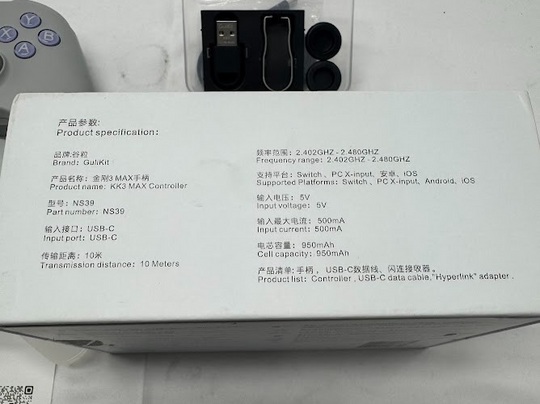 X
Y
A
B
产品参数:
Product specification:
品牌:谷粒
Brand: GuliKit
产品名称: 金刚3 MAX手柄
Product name: KK3 MAX Controller
型号: NS39
Part number: NS39
输入接口: USB-C
Input port: USB-C
传输距离: 10米
Transmission distance: 10 Meters
频率范围: 2.402GHZ - 2.480GHZ
Frequency range: 2.402GHZ - 2.480GHZ
支持平台: Switch、PC X-input、安卓、iOS
Supported Platforms: Switch、PC X-input、Android、iOS
输入电压: 5V
Input voltage: 5V
输入最大电流: 500mA
Input current: 500mA
电芯容量: 950mAh
Cell capacity: 950mAh
产品清单: 手柄, USB-C数据线、闪连接收器。
Product list: Controller, USB-C data cable,"Hyperlink" adapter.